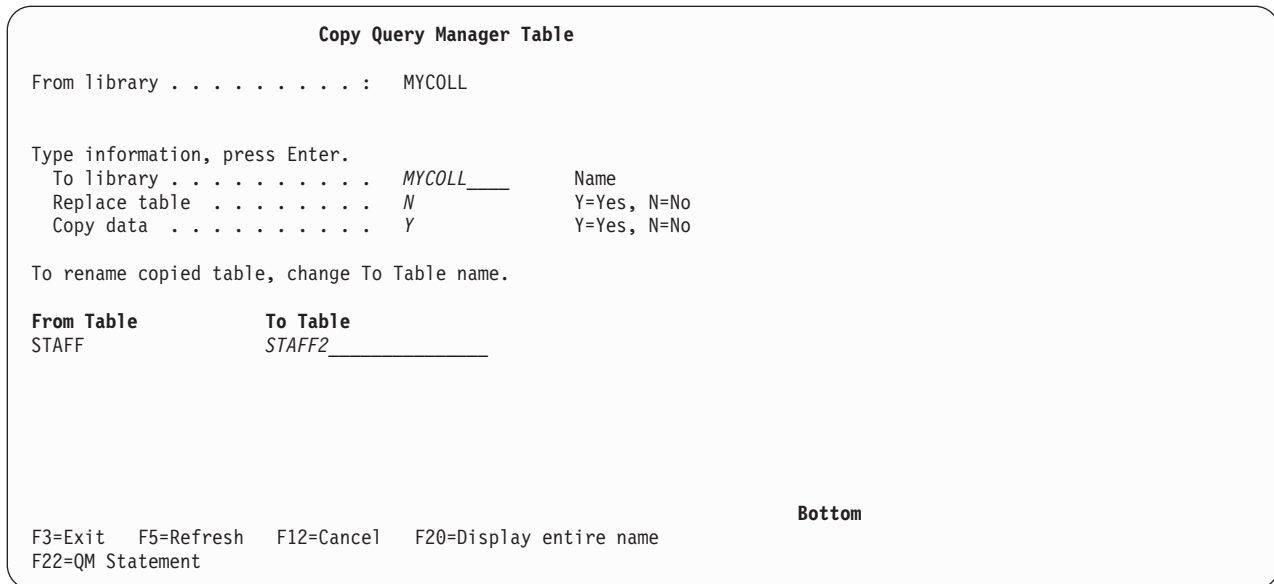 Copy Query Manager Table
From library . . . . . . . . . : MYCOLL
Type information, press Enter.
To library . . . . . . . . . . MYCOLL____ Name
Replace table . . . . . . . . N Y=Yes, N=No
Copy data . . . . . . . . . . Y Y=Yes, N=No
To rename copied table, change To Table name.
From Table To Table
STAFF STAFF2_______________
Bottom
F3=Exit F5=Refresh F12=Cancel F20=Display entire name
F22=QM Statement